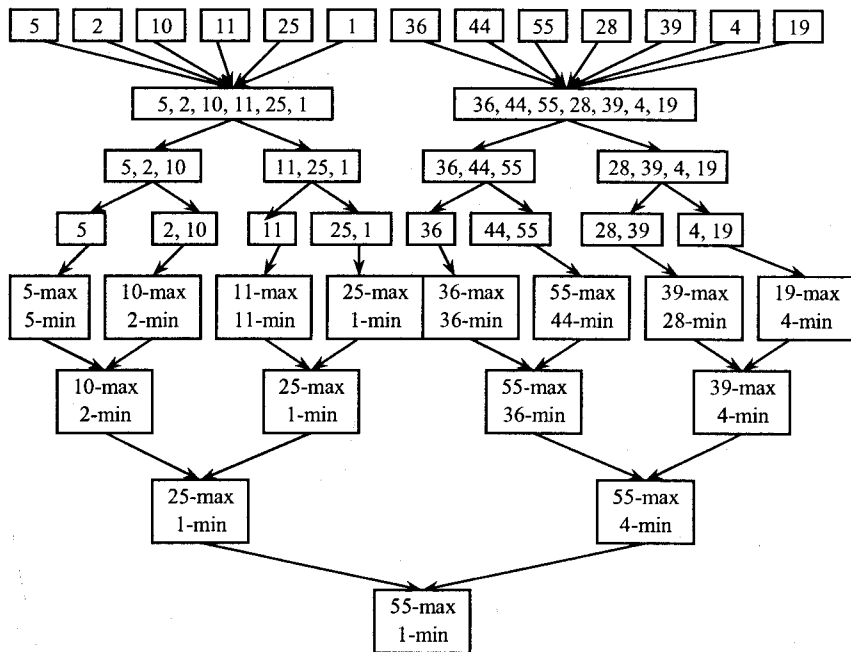 5 2 10 11 25 1 36 44 55 28 39 4 19
5, 2, 10, 11, 25, 1 36, 44, 55, 28, 39, 4, 19
5, 2, 10 11, 25, 1 36, 44, 55 28, 39, 4, 19
5 2, 10 11 25, 1 36 44, 55 28, 39 4, 19
5-max 10-max 11-max 25-max 36-max 55-max 39-max 19-max
5-min 2-min 11-min 1-min 36-min 44-min 28-min 4-min
10-max 25-max 55-max 39-max
2-min 1-min 36-min 4-min
25-max 55-max
1-min 4-min
55-max
1-min